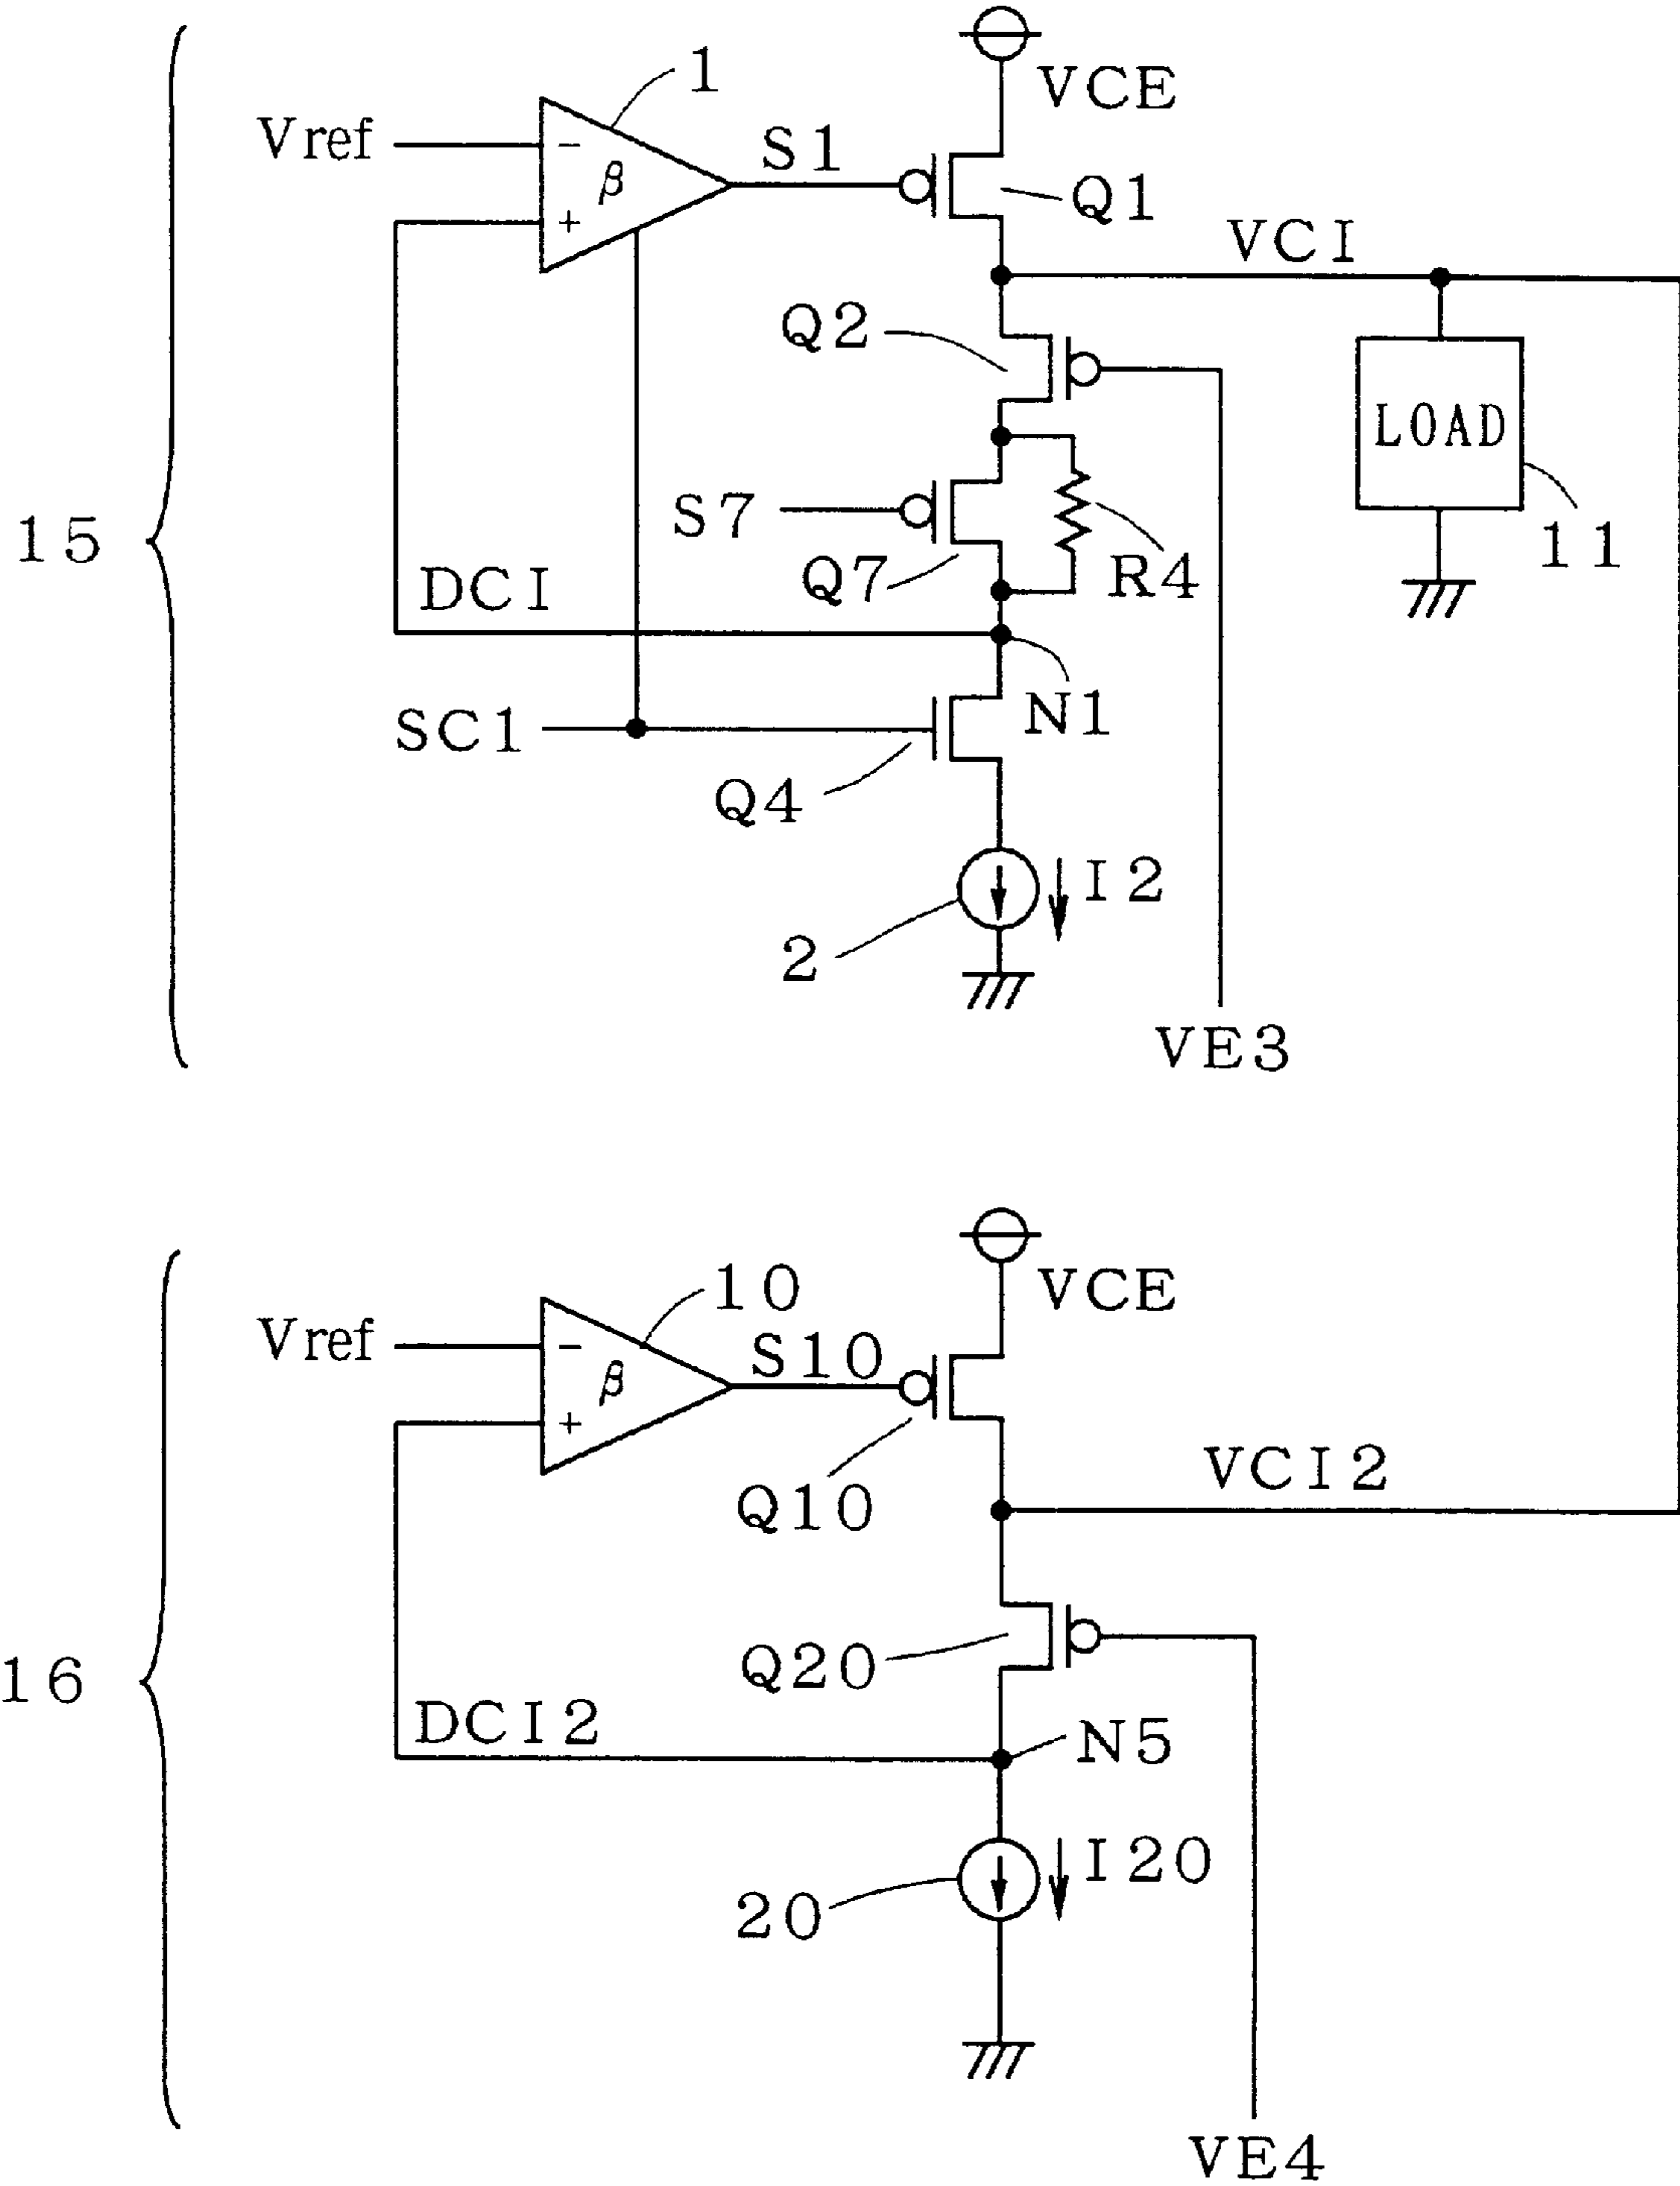 1
VCE
Vref
S1
−
β
+
Q1
VCI
Q2
LOAD
S7
11
15
Q7
R4
DCI
N1
SC1
Q4
I2
2
VE3
10
VCE
Vref
S10
−
β
+
VCI2
Q10
Q20
16
DCI2
N5
I20
20
VE4